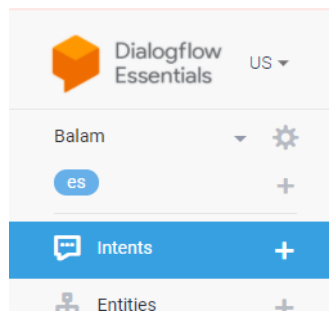 Dialogflow
Essentials
US
Balam
es
Intents
Entities